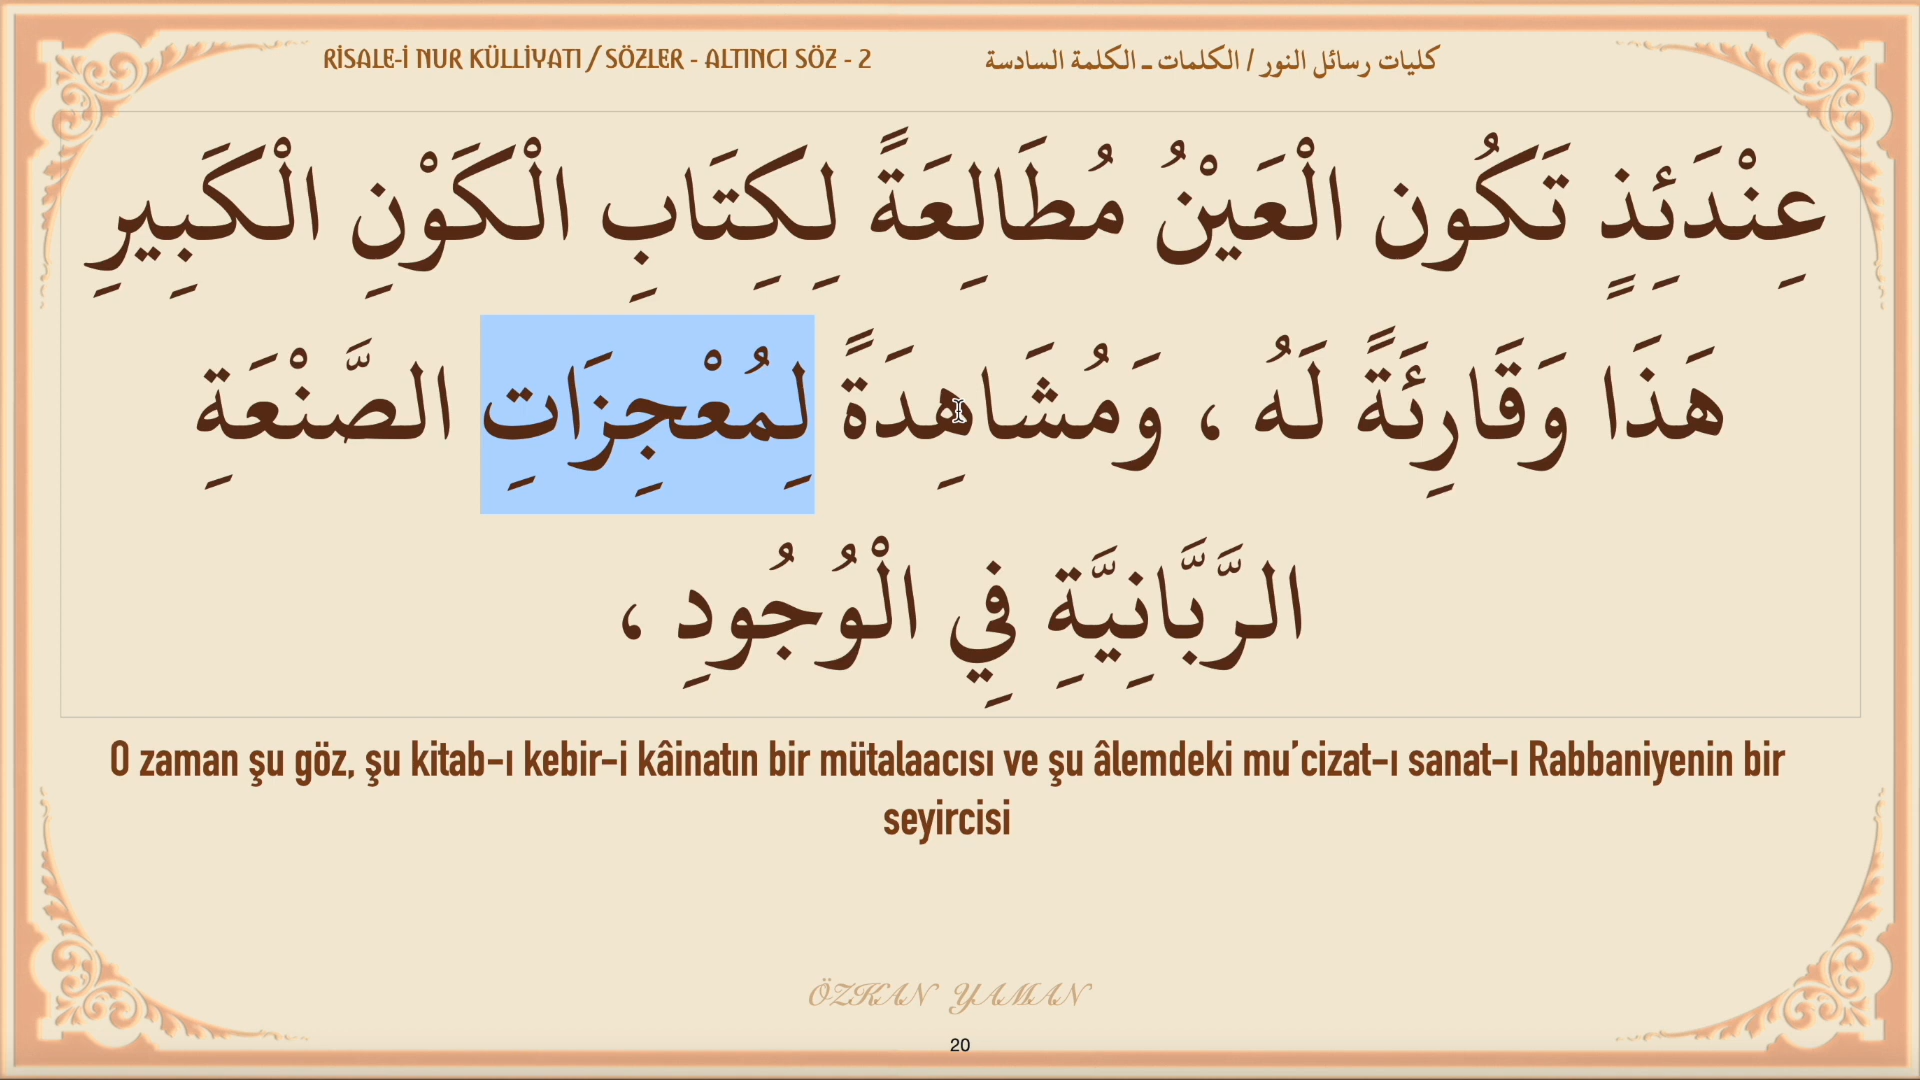 RİSALE-İ NUR KÜLLİYATI / SÖZLER - ALTINCI SÖZ - 2
كليات رسائل النور / الكلمات ـ الكلمة السادسة
عِنْدَئِذٍ تَكُون الْعَيْنُ مُطَالِعَةً لِكِتَابِ الْكَوْنِ الْكَبِيرِ
هَذَا وَقَارِئَةً لَهُ ، وَمُشَاهِدَةً لِمُعْجِزَاتِ الصَّنْعَةِ
الرَّبَّانِيَّةِ فِي الْوُجُودِ ،
O zaman şu göz, şu kitab-ı kebir-i kâinatın bir mütalaacısı ve şu âlemdeki mu’cizat-ı sanat-ı Rabbaniyenin bir
seyircisi
ÖZKAN YAMAN
20